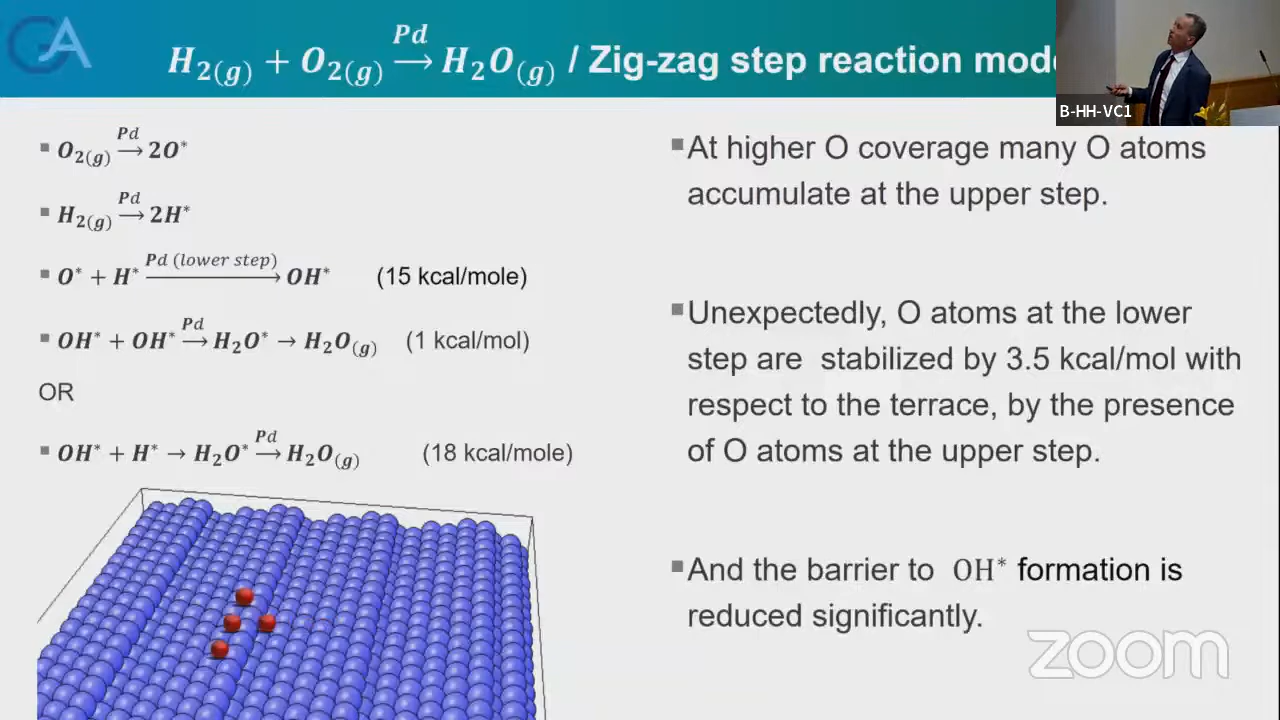 GA
H₂(g) + O₂(g) —Pd→ H₂O(g) / Zig-zag step reaction mod
B-HH-VC1
▪ O₂(g) —Pd→ 2O*
▪ H₂(g) —Pd→ 2H*
▪ O* + H* —Pd (lower step)→ OH* (15 kcal/mole)
▪ OH* + OH* —Pd→ H₂O* → H₂O(g) (1 kcal/mol)
OR
▪ OH* + H* → H₂O* —Pd→ H₂O(g) (18 kcal/mole)
▪At higher O coverage many O atoms
accumulate at the upper step.
▪Unexpectedly, O atoms at the lower
step are stabilized by 3.5 kcal/mol with
respect to the terrace, by the presence
of O atoms at the upper step.
▪And the barrier to OH* formation is
reduced significantly.
zoom